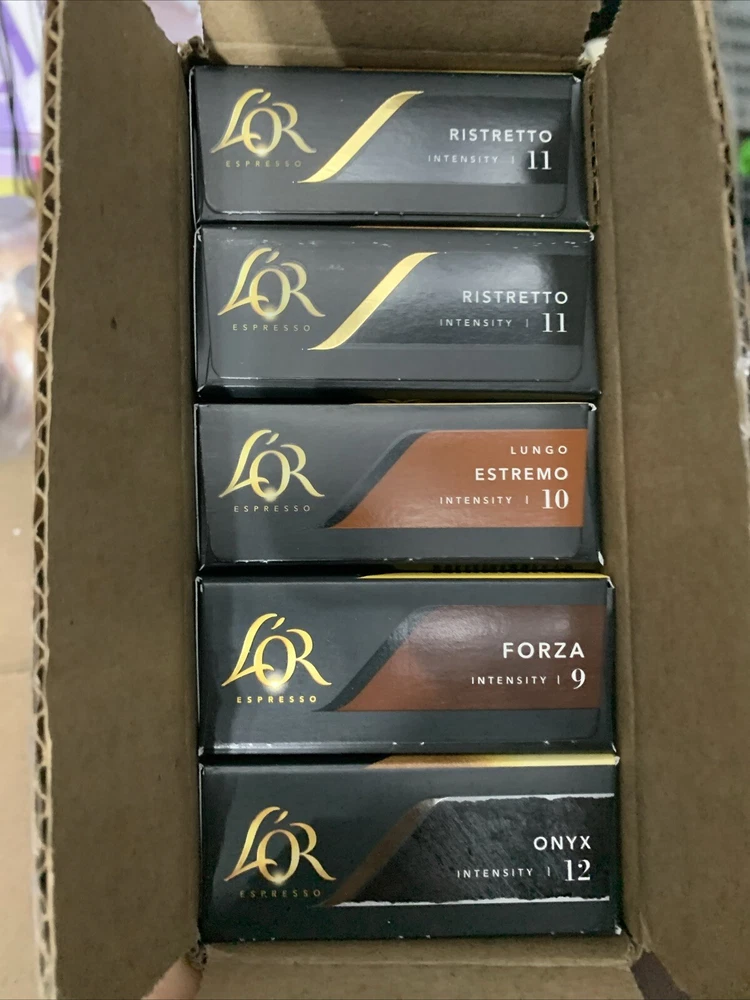 L'OR
ESPRESSO
RISTRETTO
INTENSITY | 11
L'OR
ESPRESSO
RISTRETTO
INTENSITY | 11
L'OR
ESPRESSO
LUNGO
ESTREMO
INTENSITY | 10
L'OR
ESPRESSO
FORZA
INTENSITY | 9
L'OR
ESPRESSO
ONYX
INTENSITY | 12